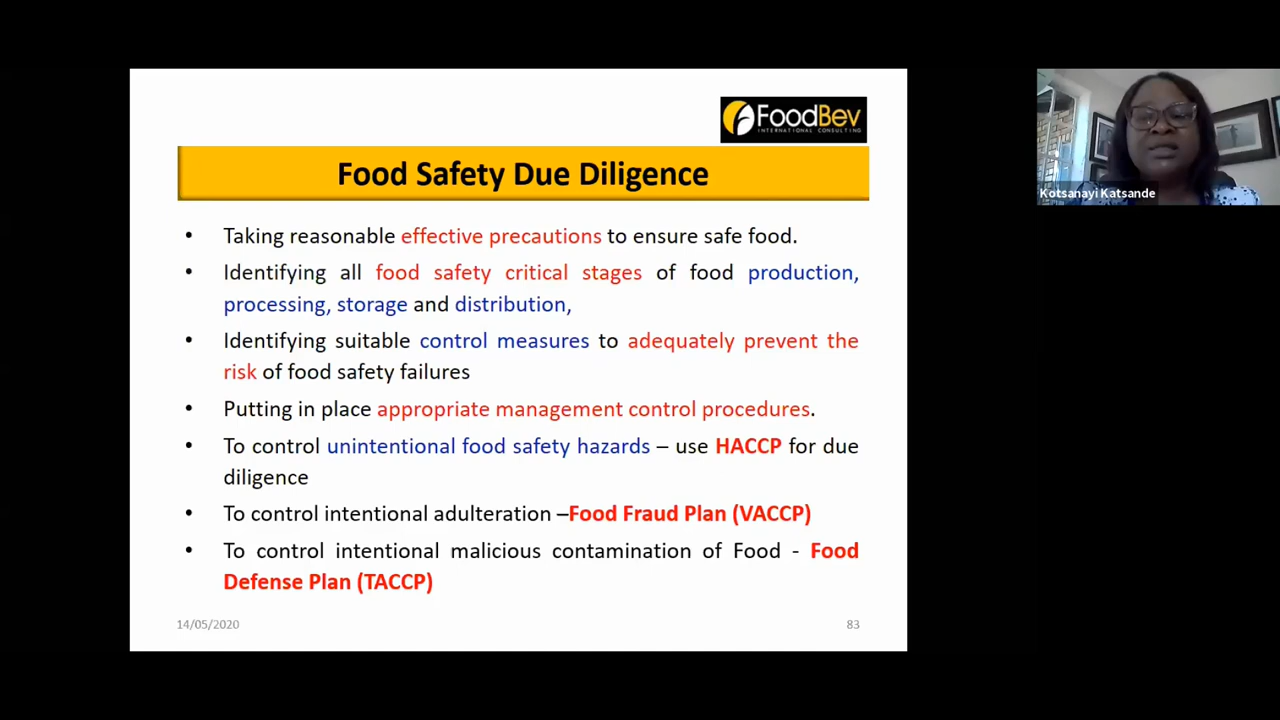 FoodBev
INTERNATIONAL CONSULTING
Food Safety Due Diligence
Kotsanayi Katsande
• Taking reasonable effective precautions to ensure safe food.
• Identifying all food safety critical stages of food production,
processing, storage and distribution,
• Identifying suitable control measures to adequately prevent the
risk of food safety failures
• Putting in place appropriate management control procedures.
• To control unintentional food safety hazards – use HACCP for due
diligence
• To control intentional adulteration –Food Fraud Plan (VACCP)
• To control intentional malicious contamination of Food - Food
Defense Plan (TACCP)
14/05/2020
83